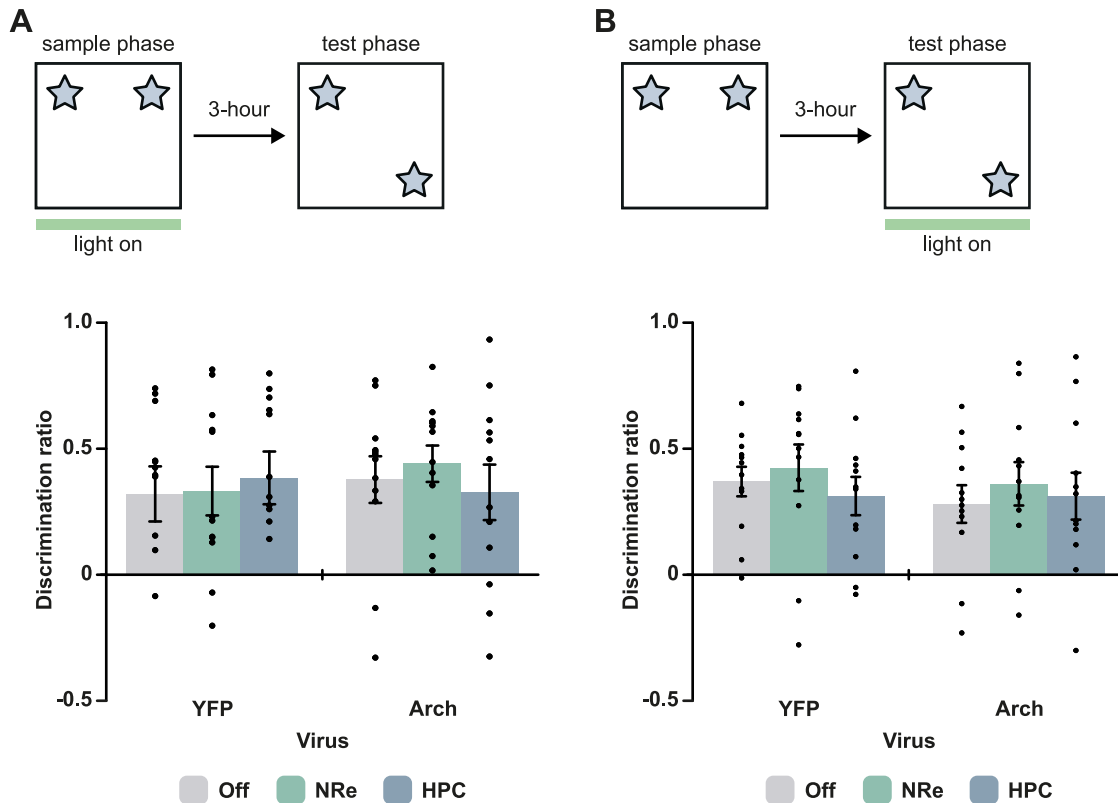 A
sample phase
test phase
3-hour
light on
1.0
0.5
0
-0.5
Discrimination ratio
YFP
Arch
Virus
Off
NRe
HPC
B
sample phase
test phase
3-hour
light on
1.0
0.5
0
-0.5
Discrimination ratio
YFP
Arch
Virus
Off
NRe
HPC